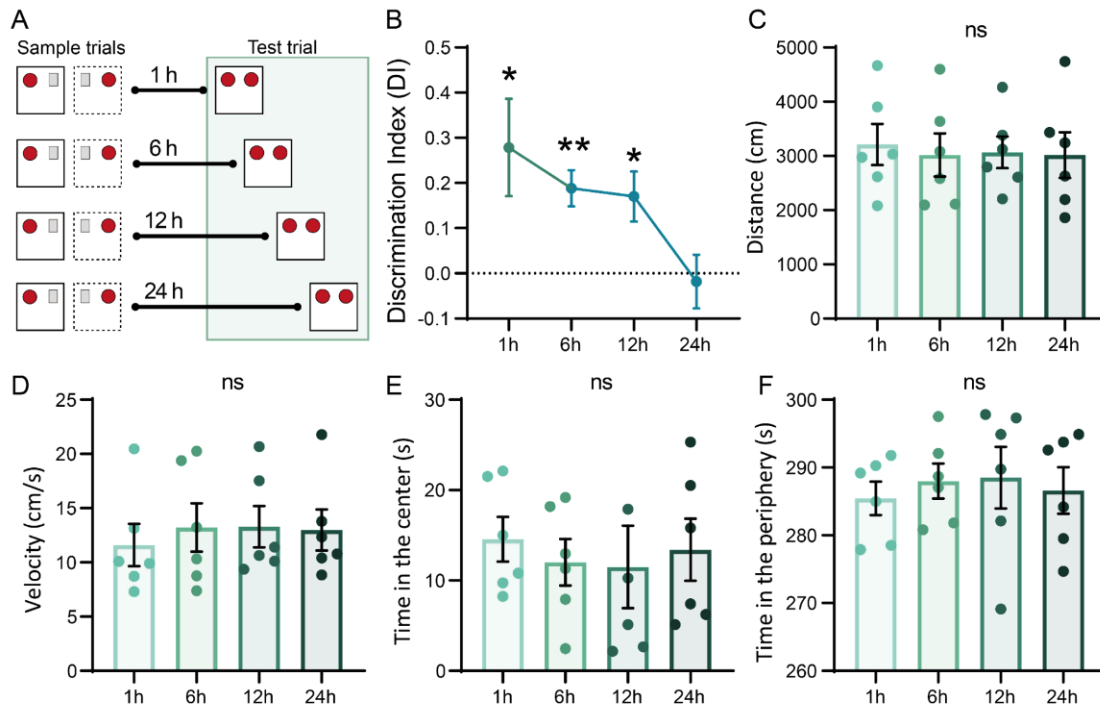 A
Sample trials
Test trial
1 h
6 h
12 h
24 h
B
Discrimination Index (DI)
0.5
0.4
0.3
0.2
0.1
0.0
-0.1
*
**
*
1h
6h
12h
24h
C
ns
Distance (cm)
5000
4000
3000
2000
1000
0
1h
6h
12h
24h
D
ns
Velocity (cm/s)
25
20
15
10
5
0
1h
6h
12h
24h
E
ns
Time in the center (s)
30
20
10
0
1h
6h
12h
24h
F
ns
Time in the periphery (s)
300
290
280
270
260
1h
6h
12h
24h